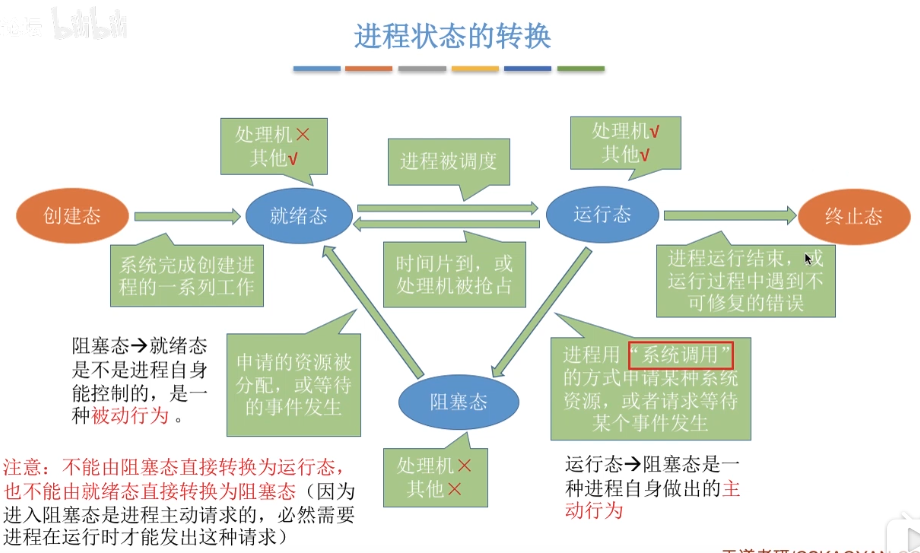 bilibili
进程状态的转换
处理机×
其他√
进程被调度
处理机√
其他√
创建态
就绪态
运行态
终止态
系统完成创建进
程的一系列工作
时间片到，或
处理机被抢占
进程运行结束，或
运行过程中遇到不
可修复的错误
阻塞态→就绪态
是不是进程自身
能控制的，是一
种被动行为。
申请的资源被
分配，或等待
的事件发生
阻塞态
进程用“系统调用”
的方式申请某种系统
资源，或者请求等待
某个事件发生
处理机×
其他×
运行态→阻塞态是一
种进程自身做出的主
动行为
注意：不能由阻塞态直接转换为运行态，
也不能由就绪态直接转换为阻塞态（因为
进入阻塞态是进程主动请求的，必然需要
进程在运行时才能发出这种请求）